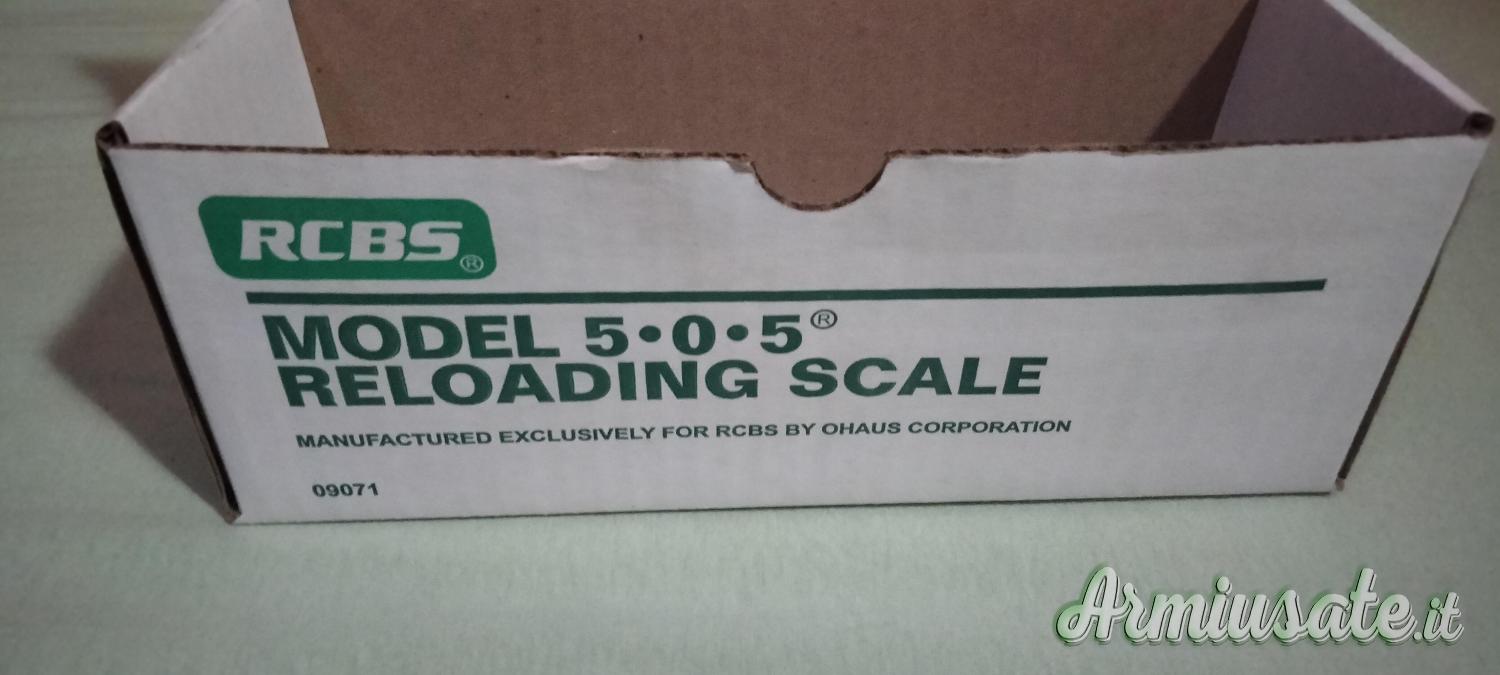 RCBS®
MODEL 5•0•5®
RELOADING SCALE
MANUFACTURED EXCLUSIVELY FOR RCBS BY OHAUS CORPORATION
09071
Armiusate.it